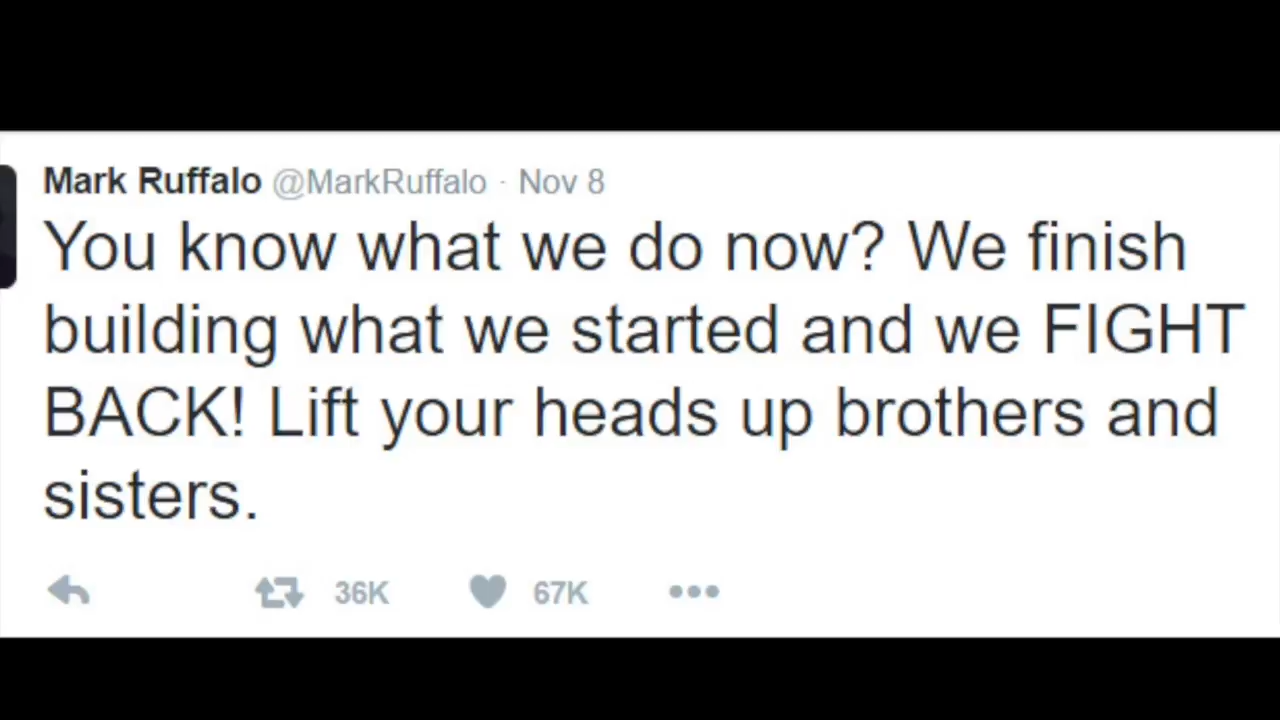 Mark Ruffalo @MarkRuffalo · Nov 8
You know what we do now? We finish
building what we started and we FIGHT
BACK! Lift your heads up brothers and
sisters.
36K 67K